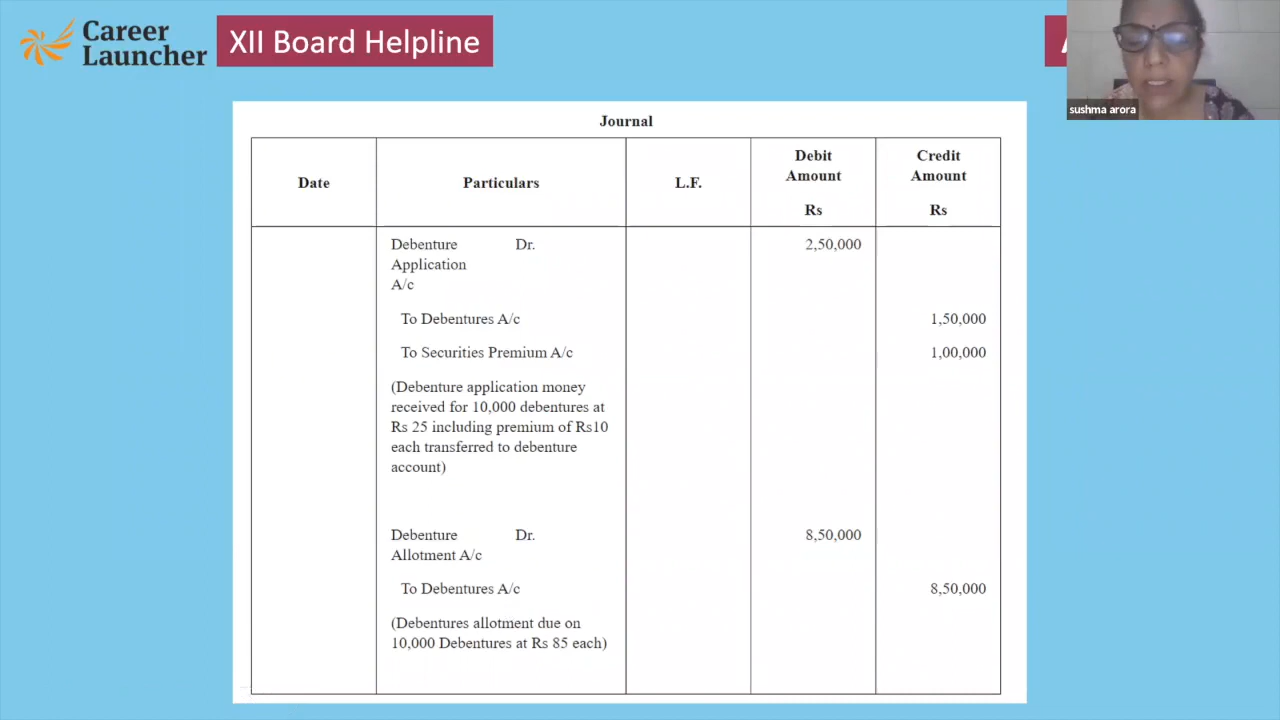 Career
Launcher
XII Board Helpline
sushma arora
Journal
Date
Particulars
L.F.
Debit
Amount
Rs
Credit
Amount
Rs
Debenture Dr. 2,50,000
Application
A/c
To Debentures A/c 1,50,000
To Securities Premium A/c 1,00,000
(Debenture application money
received for 10,000 debentures at
Rs 25 including premium of Rs10
each transferred to debenture
account)
Debenture Dr. 8,50,000
Allotment A/c
To Debentures A/c 8,50,000
(Debentures allotment due on
10,000 Debentures at Rs 85 each)